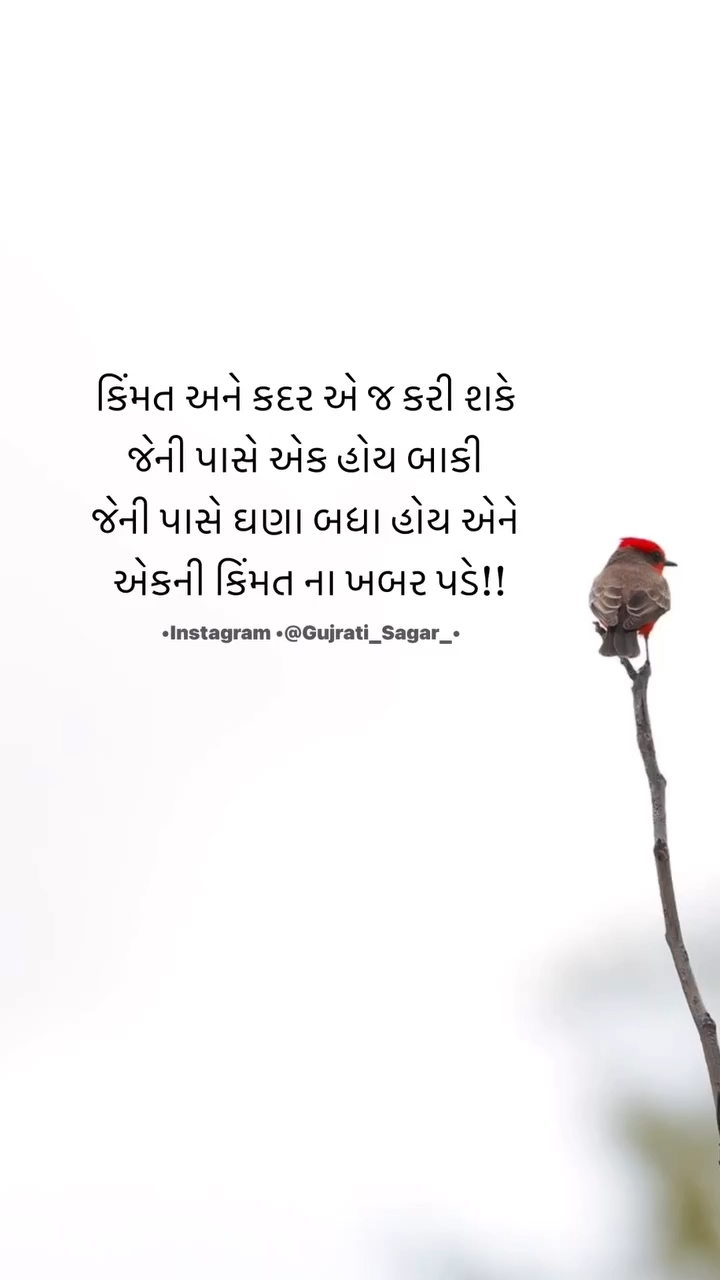 કિંમત અને કદર એ જ કરી શકે
જેની પાસે એક હોય બાકી
જેની પાસે ઘણા બધા હોય એને
એકની કિંમત ના ખબર પડે!!
•Instagram •@Gujrati_Sagar_•